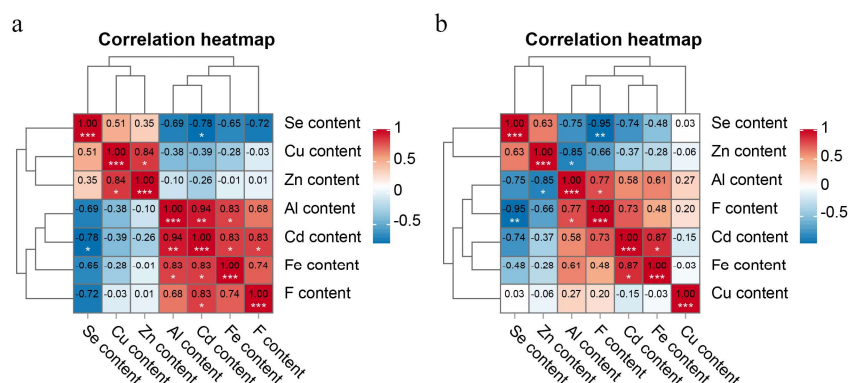 a
Correlation heatmap
1.00 0.51 0.35 -0.69 -0.78 -0.65 -0.72 Se content
*** *
0.51 1.00 0.84 -0.38 -0.39 -0.28 -0.03 Cu content
*** *
0.35 0.84 1.00 -0.10 -0.26 -0.01 0.01 Zn content
* ***
-0.69 -0.38 -0.10 1.00 0.94 0.83 0.68 Al content
*** ** *
-0.78 -0.39 -0.26 0.94 1.00 0.83 0.83 Cd content
* ** *** * *
-0.65 -0.28 -0.01 0.83 0.83 1.00 0.74 Fe content
* * ***
-0.72 -0.03 0.01 0.68 0.83 0.74 1.00 F content
* ***
Se content
Cu content
Zn content
Al content
Cd content
Fe content
F content
1
0.5
0
-0.5
b
Correlation heatmap
1.00 0.63 -0.75 -0.95 -0.74 -0.48 0.03 Se content
*** **
0.63 1.00 -0.85 -0.66 -0.37 -0.28 -0.06 Zn content
*** *
-0.75 -0.85 1.00 0.77 0.58 0.61 0.27 Al content
* *** *
-0.95 -0.66 0.77 1.00 0.73 0.48 0.20 F content
** * ***
-0.74 -0.37 0.58 0.73 1.00 0.87 -0.15 Cd content
*** *
-0.48 -0.28 0.61 0.48 0.87 1.00 -0.03 Fe content
* ***
0.03 -0.06 0.27 0.20 -0.15 -0.03 1.00 Cu content
***
Se content
Zn content
Al content
F content
Cd content
Fe content
Cu content
1
0.5
0
-0.5